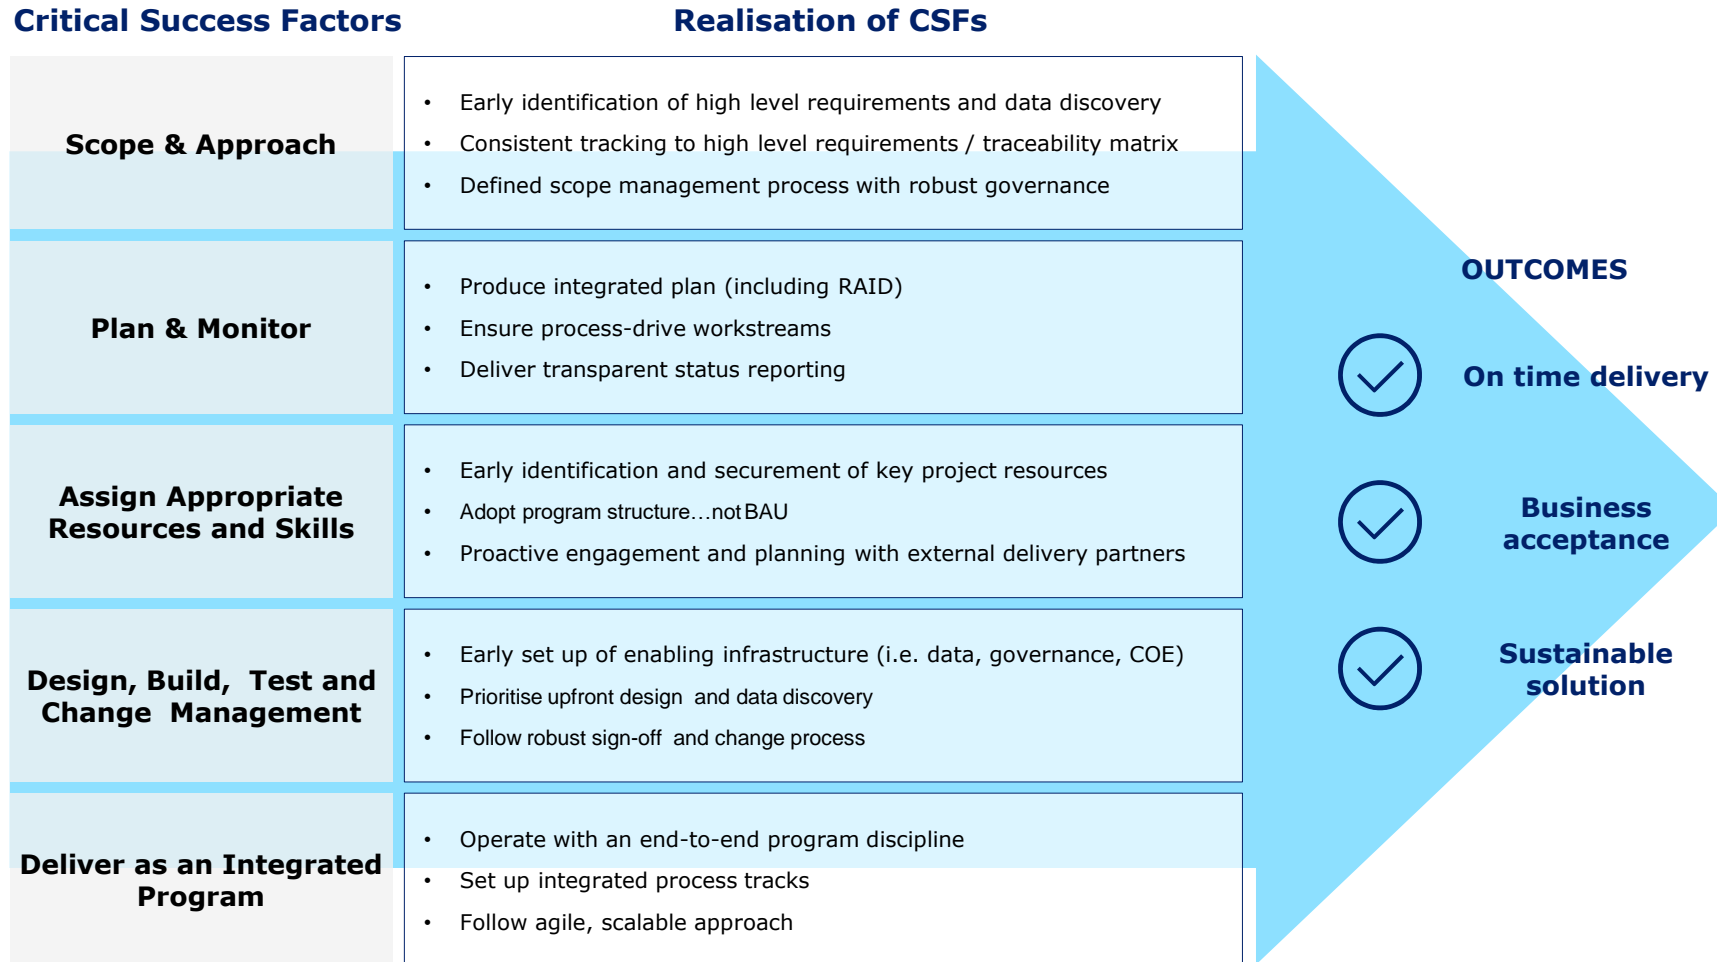 Critical Success Factors
Realisation of CSFs
Scope & Approach
• Early identification of high level requirements and data discovery
• Consistent tracking to high level requirements / traceability matrix
• Defined scope management process with robust governance
Plan & Monitor
• Produce integrated plan (including RAID)
• Ensure process-drive workstreams
• Deliver transparent status reporting
Assign Appropriate
Resources and Skills
• Early identification and securement of key project resources
• Adopt program structure…not BAU
• Proactive engagement and planning with external delivery partners
Design, Build, Test and
Change Management
• Early set up of enabling infrastructure (i.e. data, governance, COE)
• Prioritise upfront design and data discovery
• Follow robust sign-off and change process
Deliver as an Integrated
Program
• Operate with an end-to-end program discipline
• Set up integrated process tracks
• Follow agile, scalable approach
OUTCOMES
On time delivery
Business
acceptance
Sustainable
solution